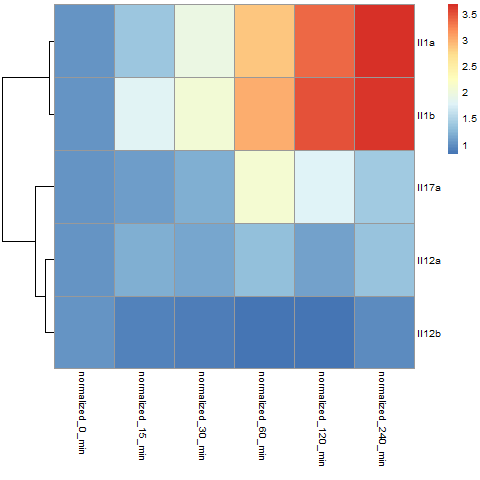 Il1a
Il1b
Il17a
Il12a
Il12b
3.5
3
2.5
2
1.5
1
normalized_0_min
normalized_15_min
normalized_30_min
normalized_60_min
normalized_120_min
normalized_240_min